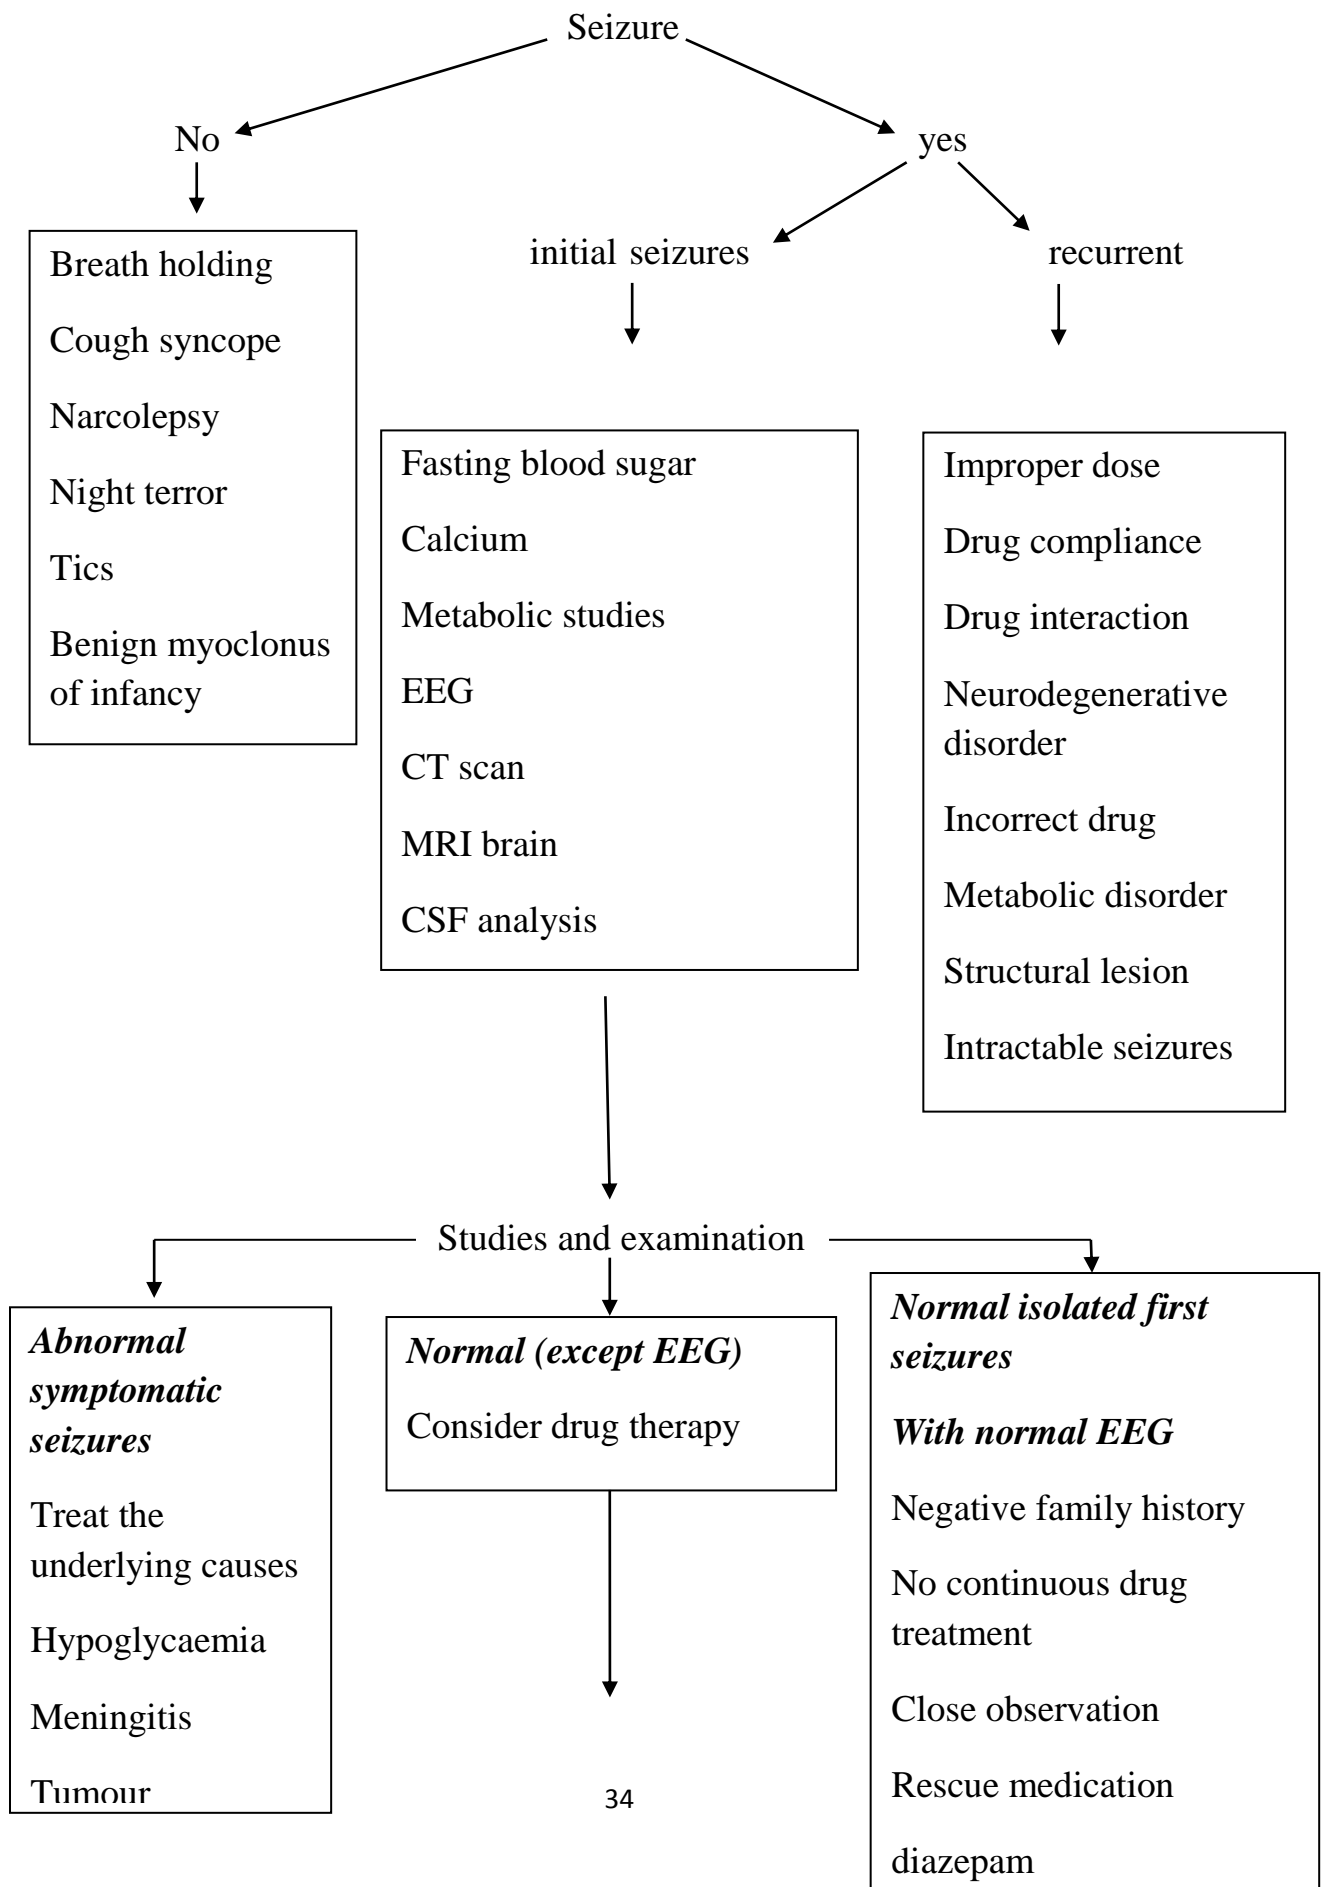 Seizure
No
yes
initial seizures
recurrent
Breath holding
Cough syncope
Narcolepsy
Night terror
Tics
Benign myoclonus
of infancy
Fasting blood sugar
Calcium
Metabolic studies
EEG
CT scan
MRI brain
CSF analysis
Improper dose
Drug compliance
Drug interaction
Neurodegenerative
disorder
Incorrect drug
Metabolic disorder
Structural lesion
Intractable seizures
Studies and examination
Abnormal
symptomatic
seizures
Treat the
underlying causes
Hypoglycaemia
Meningitis
Tumour
Normal (except EEG)
Consider drug therapy
Normal isolated first
seizures
With normal EEG
Negative family history
No continuous drug
treatment
Close observation
Rescue medication
diazepam
34